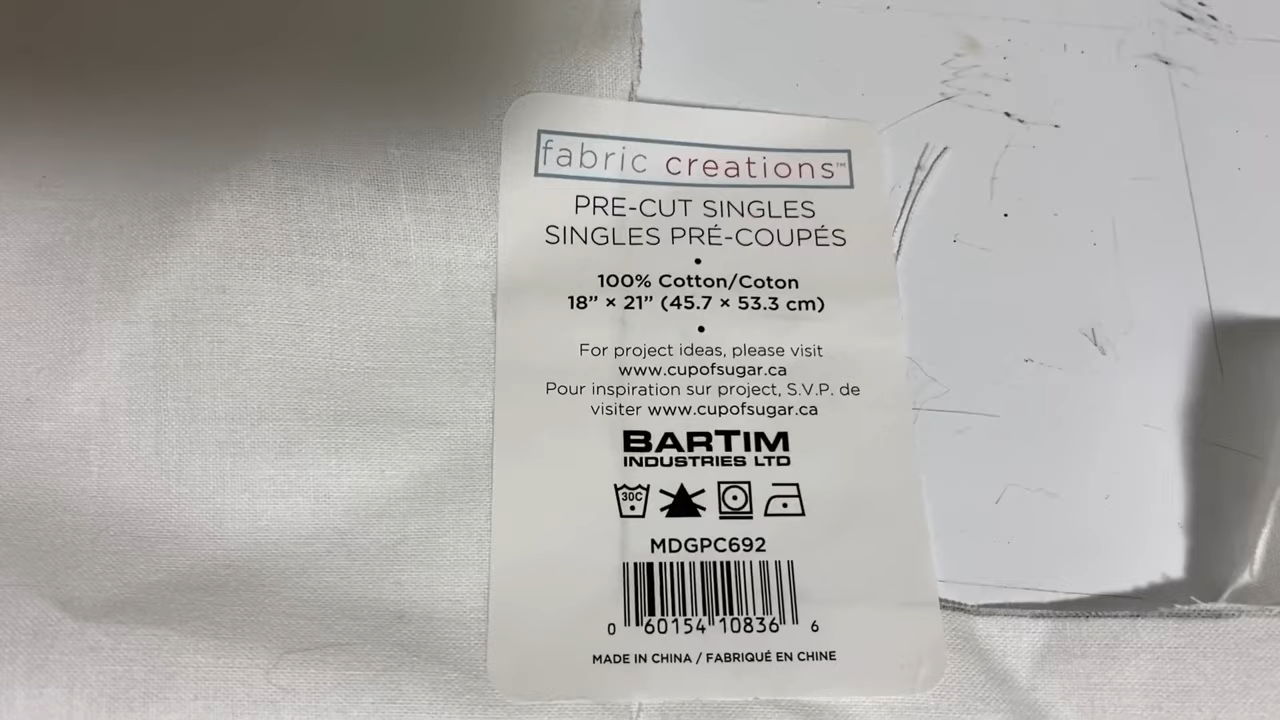 fabric creations™
PRE-CUT SINGLES
SINGLES PRÉ-COUPÉS
•
100% Cotton/Coton
18” × 21” (45.7 × 53.3 cm)
•
For project ideas, please visit
www.cupofsugar.ca
Pour inspiration sur project, S.V.P. de
visiter www.cupofsugar.ca
BARTIM
INDUSTRIES LTD
30C
MDGPC692
0 60154 10836 6
MADE IN CHINA / FABRIQUÉ EN CHINE